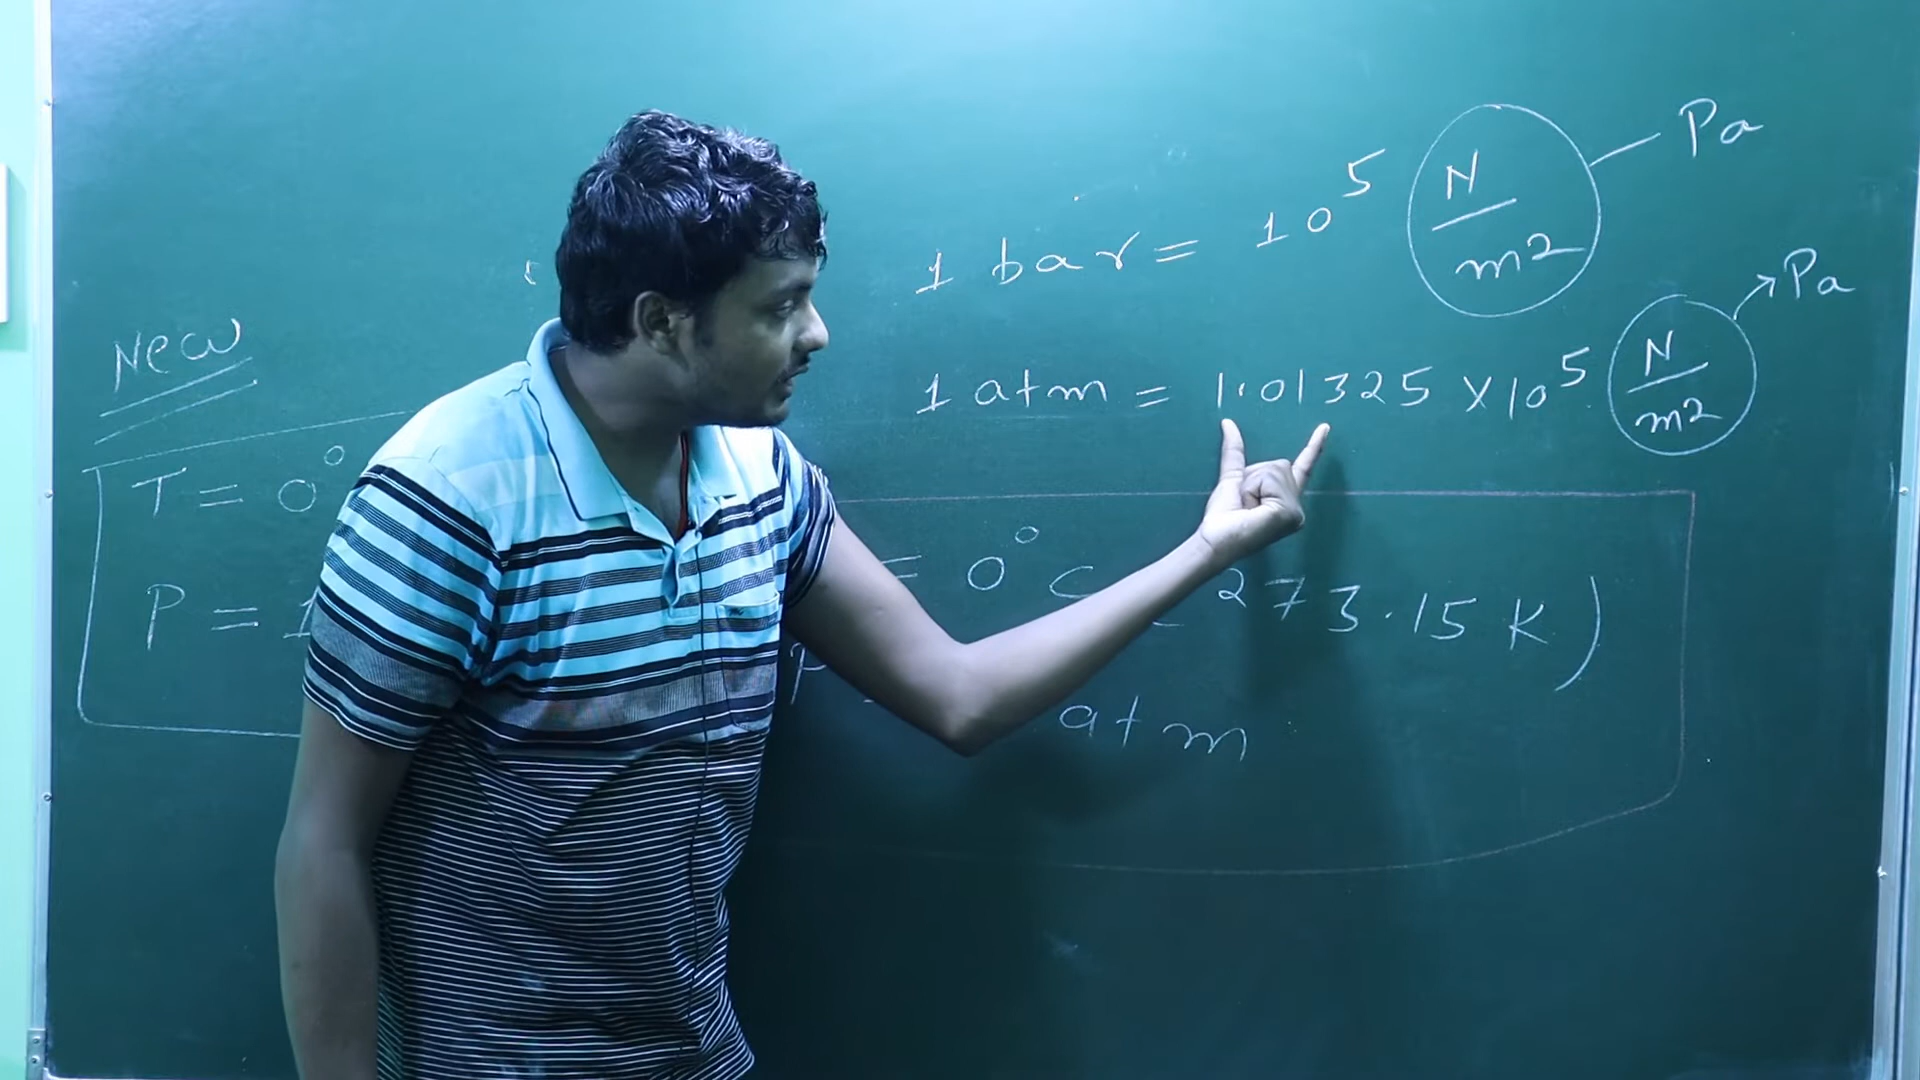 1 bar = 10⁵ N/m² — Pa
1 atm = 1.01325 × 10⁵ N/m² → Pa
New
T = 0°
P = 1
= 0°C 273.15 K)
P atm